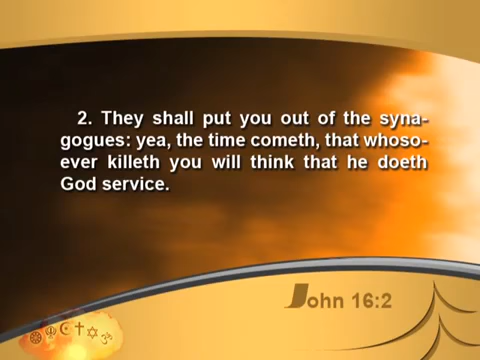 2. They shall put you out of the syna-
gogues: yea, the time cometh, that whoso-
ever killeth you will think that he doeth
God service.
John 16:2